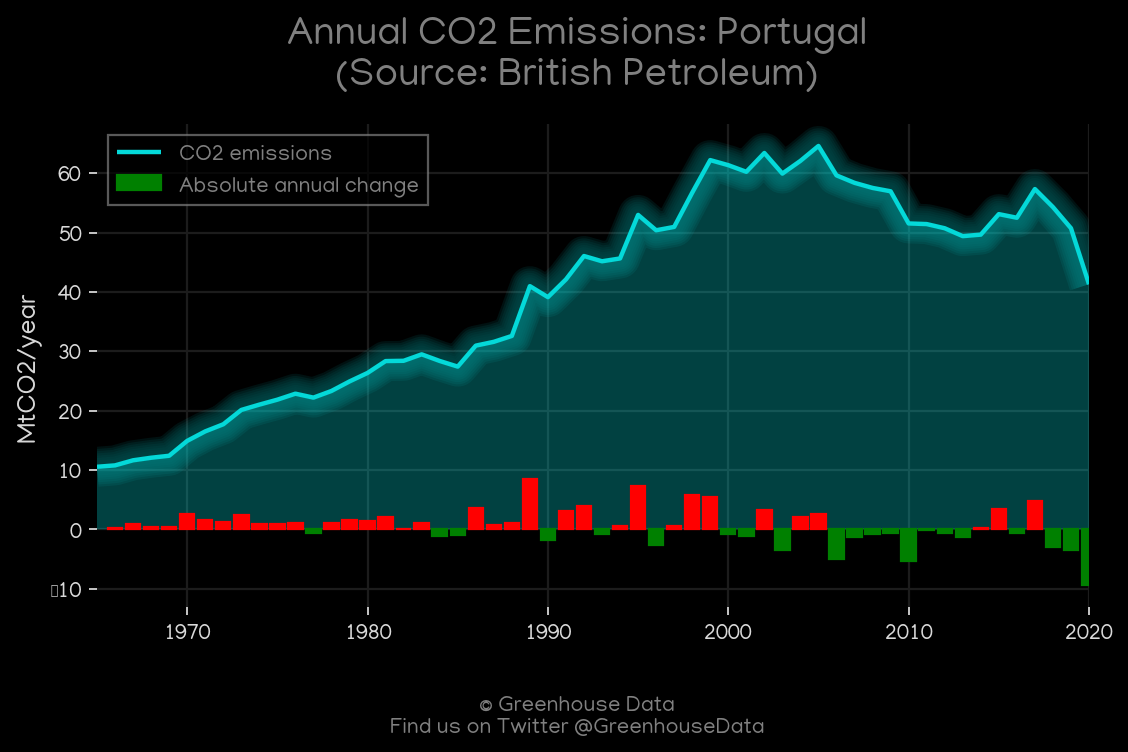 Annual CO2 Emissions: Portugal
(Source: British Petroleum)
CO2 emissions
Absolute annual change
MtCO2/year
60
50
40
30
20
10
0
▯10
1970 1980 1990 2000 2010 2020
© Greenhouse Data
Find us on Twitter @GreenhouseData